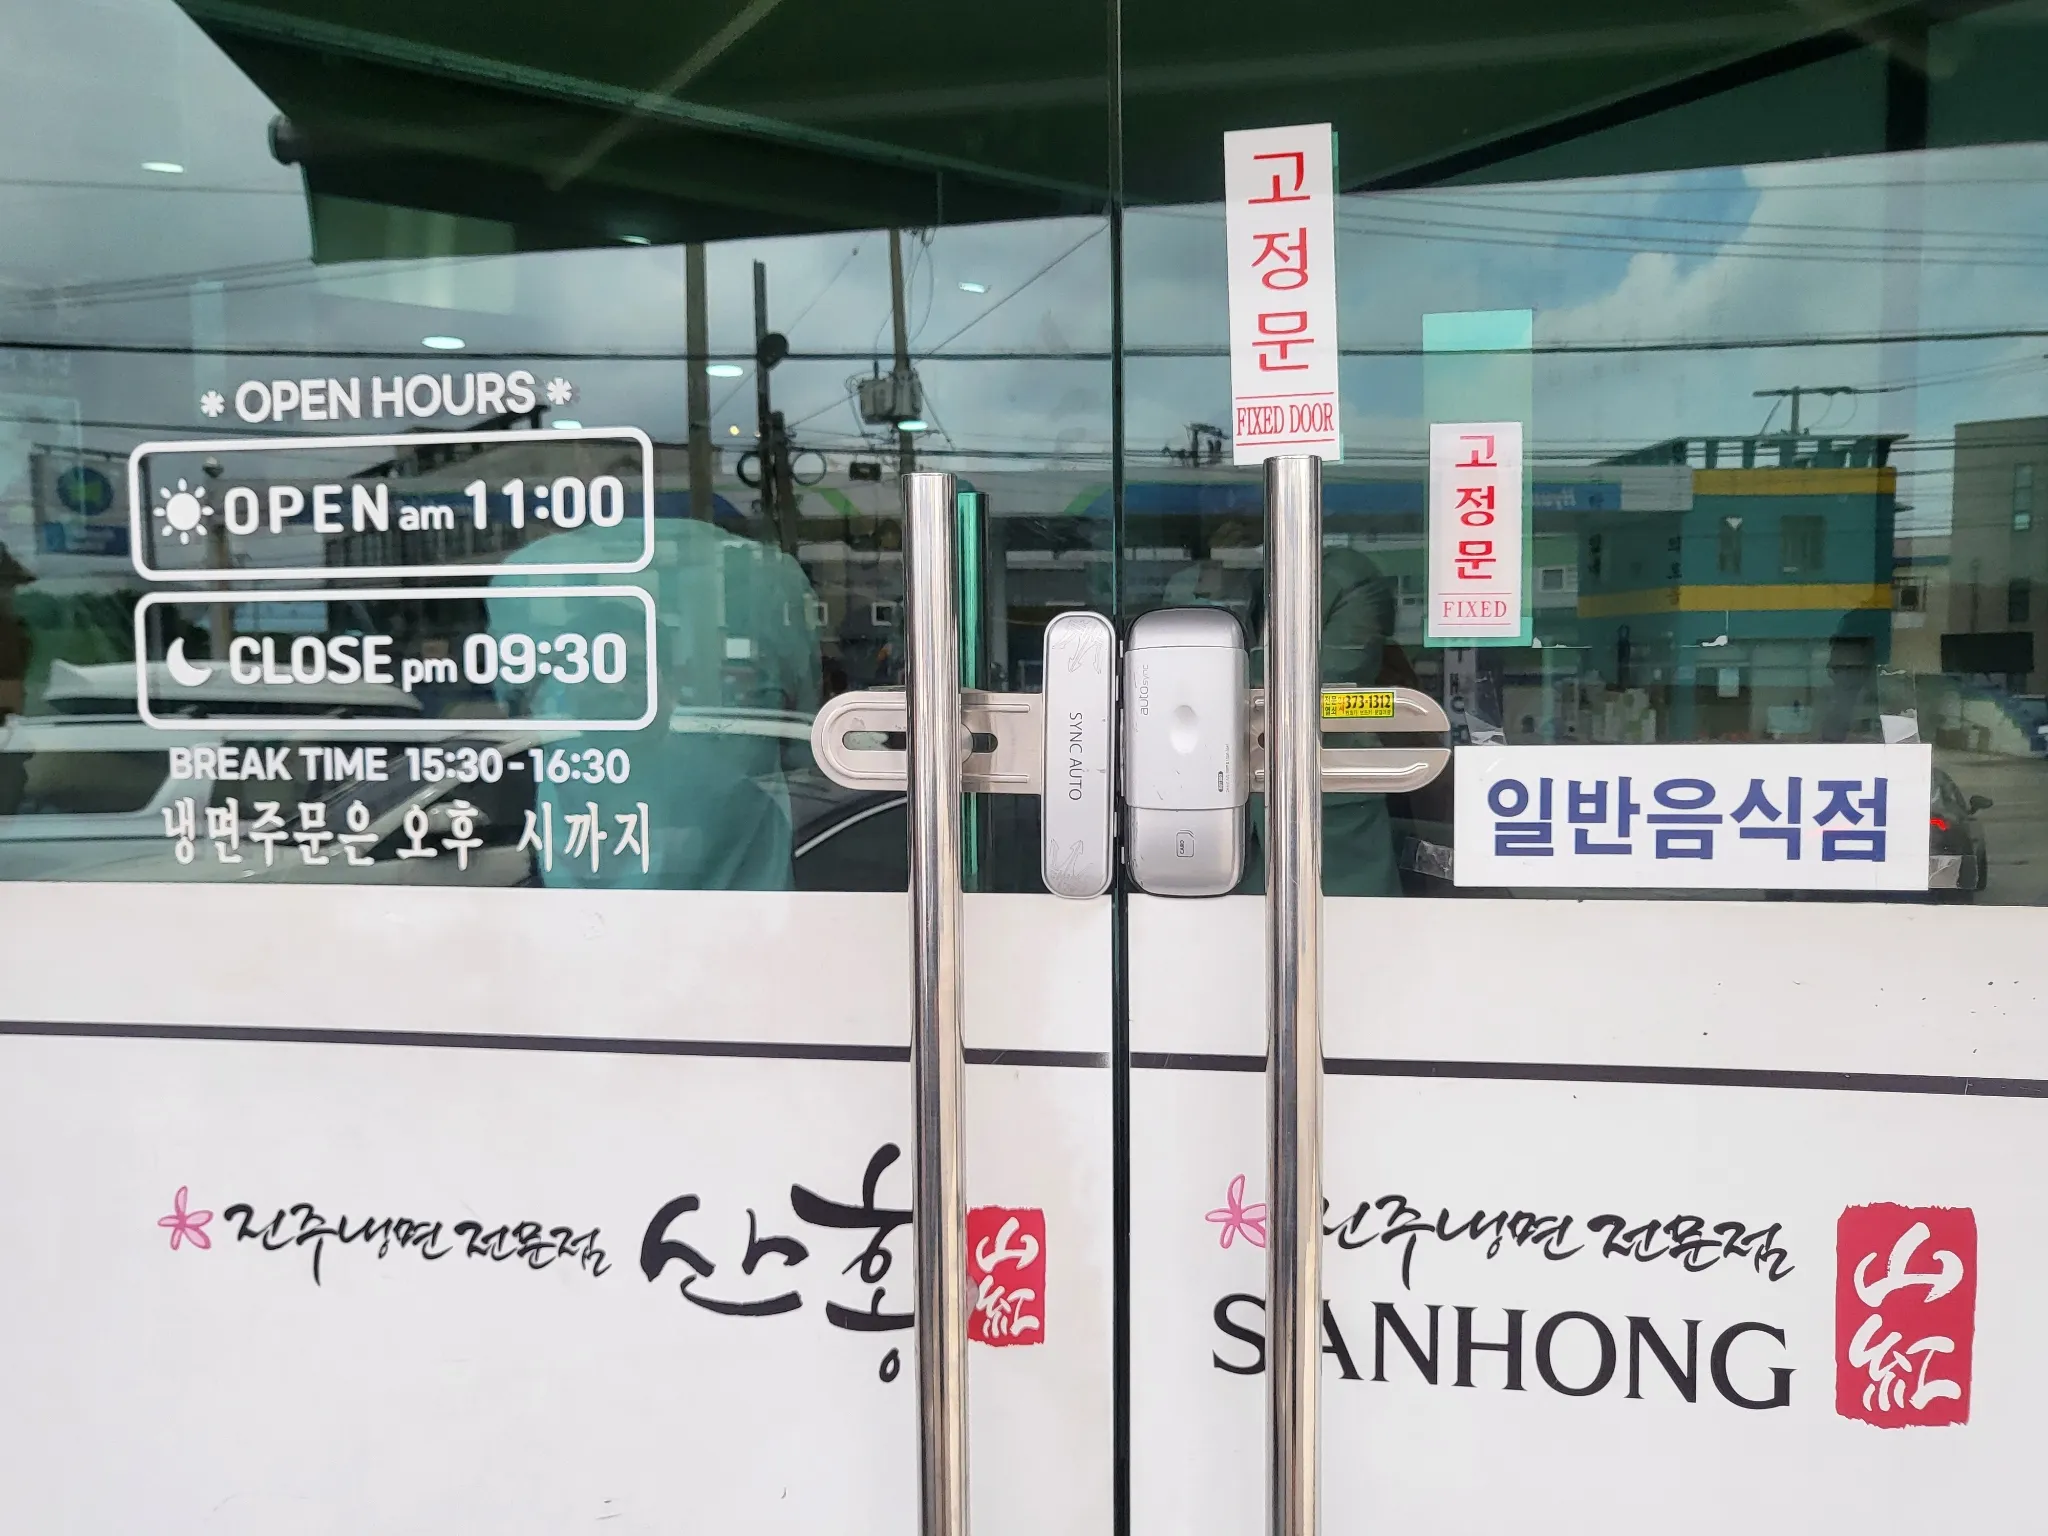 * OPEN HOURS *
OPEN am 11:00
CLOSE pm 09:30
BREAK TIME 15:30-16:30
냉면주문은 오후 시까지
고정문
FIXED DOOR
고정문
FIXED
SYNC AUTO
autosync
CARD
373-1312
일반음식점
진주냉면 전문점 산홍
山紅
진주냉면 전문점
SANHONG
山紅